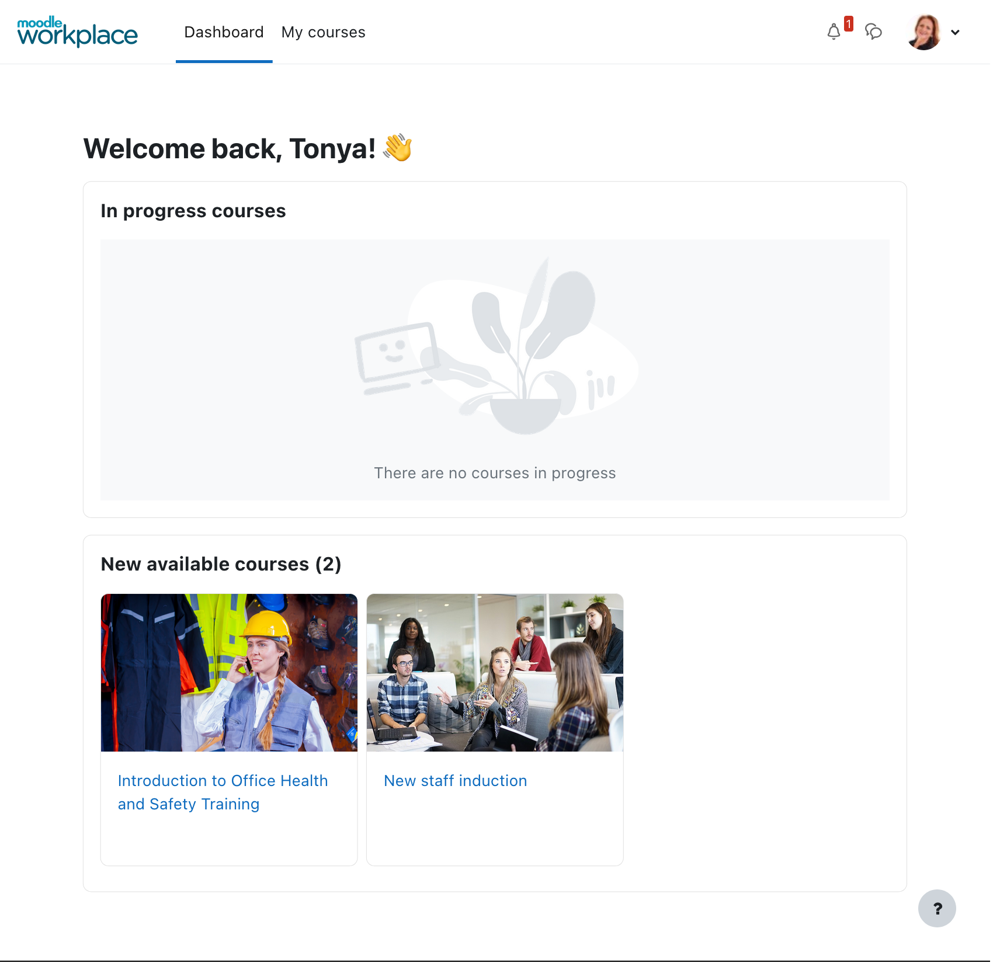 moodle
workplace
Dashboard
My courses
1
Welcome back, Tonya! 👋
In progress courses
There are no courses in progress
New available courses (2)
Introduction to Office Health
and Safety Training
New staff induction
?